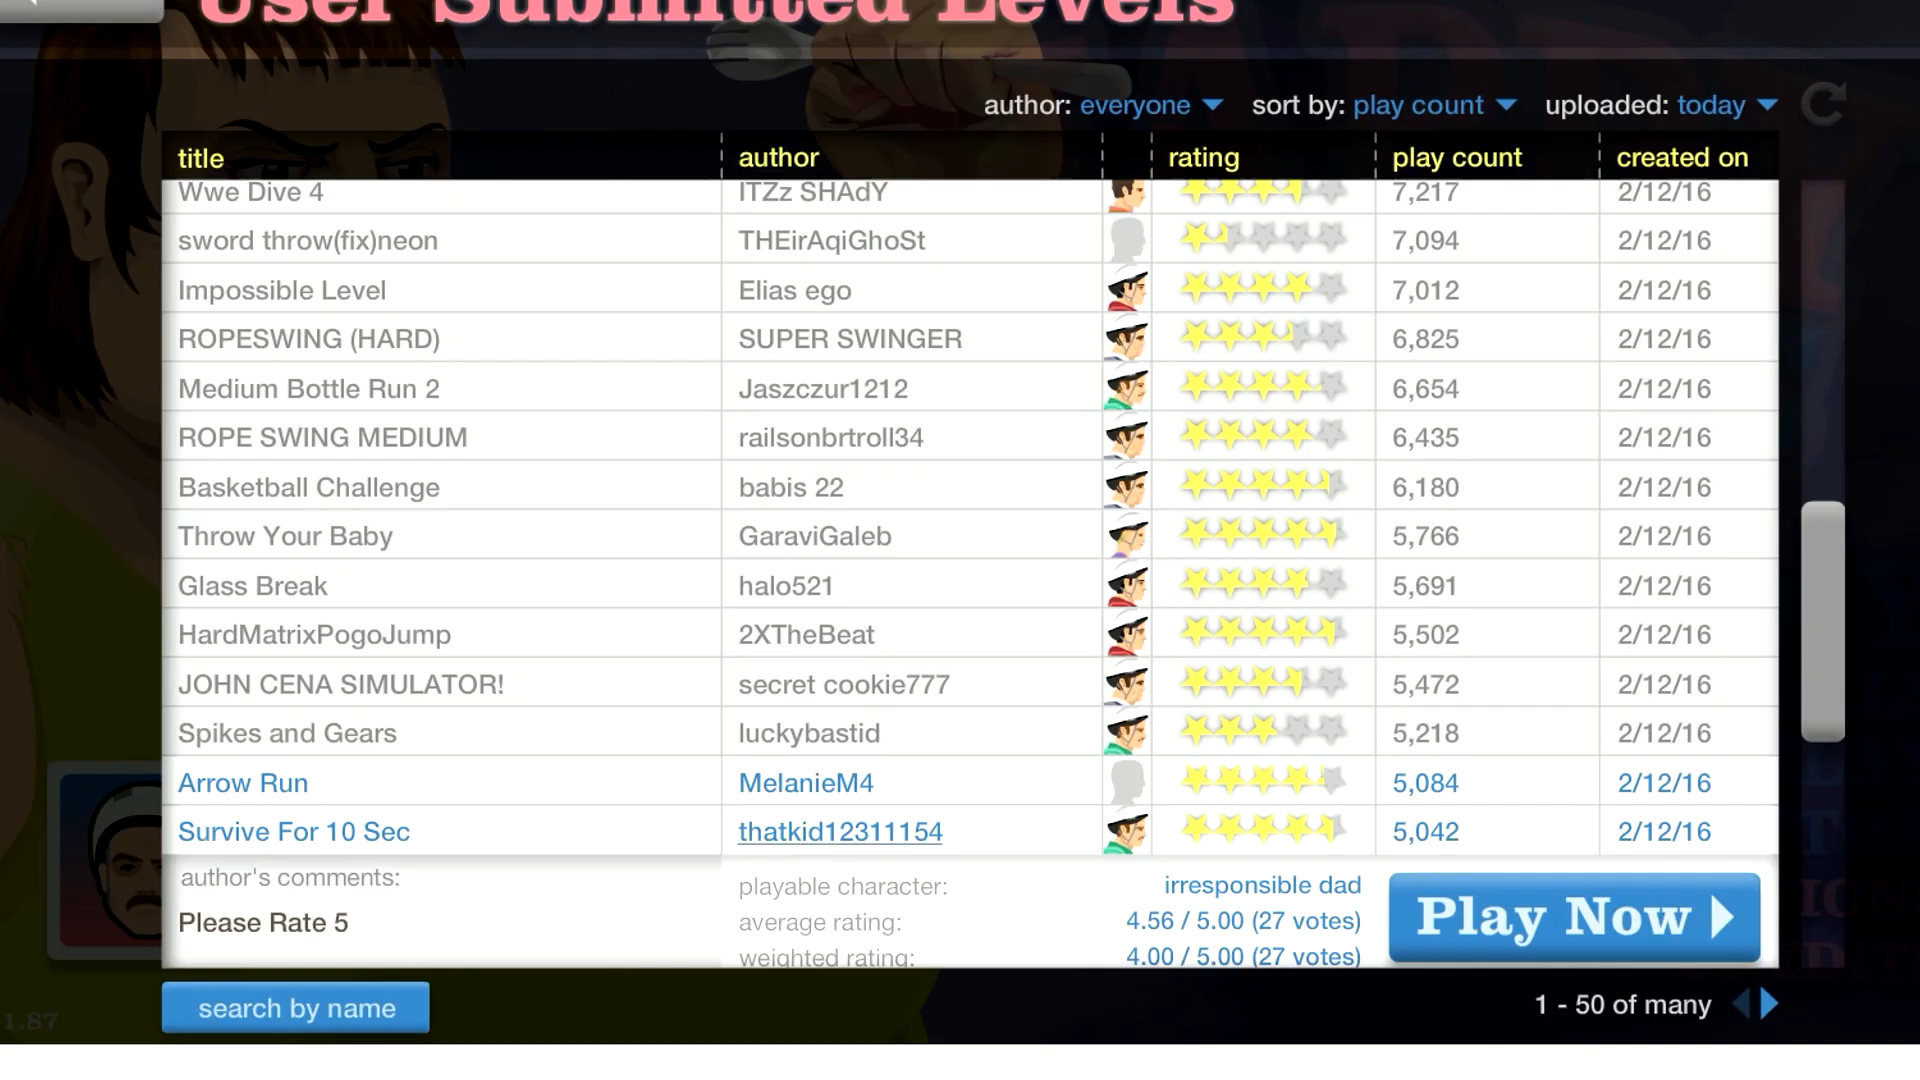 User Submitted Levels
author: everyone sort by: play count uploaded: today
title author rating play count created on
Wwe Dive 4 ITZz SHAdY 7,217 2/12/16
sword throw(fix)neon THEirAqiGhoSt 7,094 2/12/16
Impossible Level Elias ego 7,012 2/12/16
ROPESWING (HARD) SUPER SWINGER 6,825 2/12/16
Medium Bottle Run 2 Jaszczur1212 6,654 2/12/16
ROPE SWING MEDIUM railsonbrtroll34 6,435 2/12/16
Basketball Challenge babis 22 6,180 2/12/16
Throw Your Baby GaraviGaleb 5,766 2/12/16
Glass Break halo521 5,691 2/12/16
HardMatrixPogoJump 2XTheBeat 5,502 2/12/16
JOHN CENA SIMULATOR! secret cookie777 5,472 2/12/16
Spikes and Gears luckybastid 5,218 2/12/16
Arrow Run MelanieM4 5,084 2/12/16
Survive For 10 Sec thatkid12311154 5,042 2/12/16
author's comments:
Please Rate 5
playable character: irresponsible dad
average rating: 4.56 / 5.00 (27 votes)
weighted rating: 4.00 / 5.00 (27 votes)
Play Now
search by name
1 - 50 of many
1.87